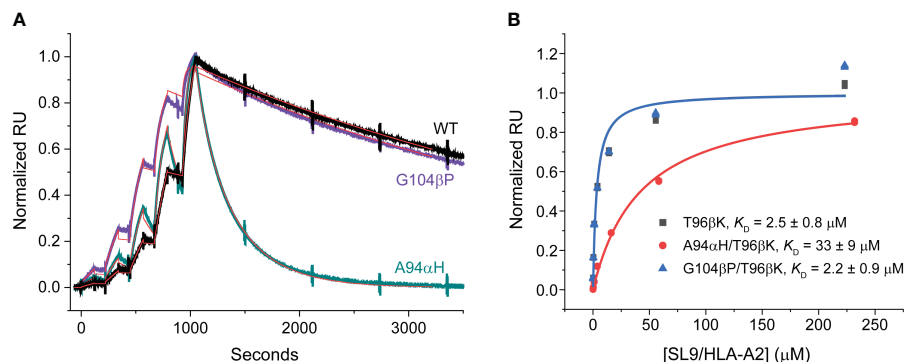 A
Normalized RU
1.0
0.8
0.6
0.4
0.2
0.0
WT
G104βP
A94αH
0 1000 2000 3000
Seconds
B
Normalized RU
1.2
1.0
0.8
0.6
0.4
0.2
0.0
T96βK, KD = 2.5 ± 0.8 μM
A94αH/T96βK, KD = 33 ± 9 μM
G104βP/T96βK, KD = 2.2 ± 0.9 μM
0 50 100 150 200 250
[SL9/HLA-A2] (μM)